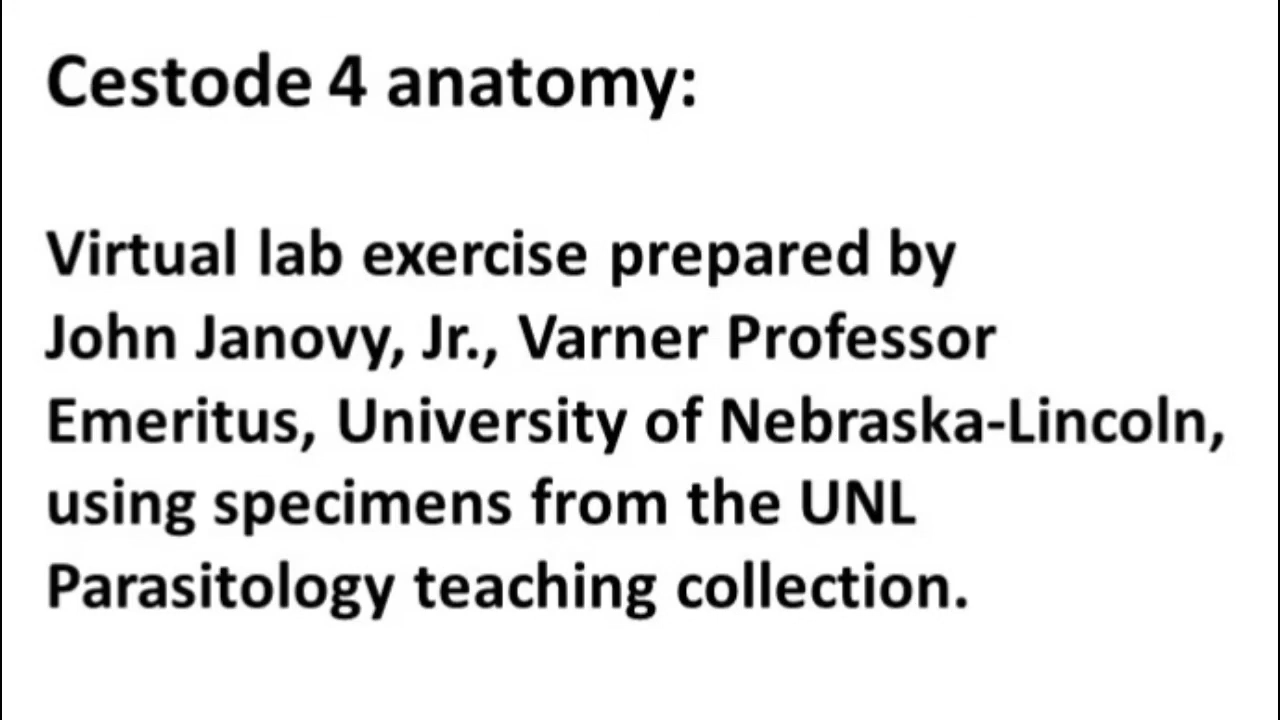 Cestode 4 anatomy:
Virtual lab exercise prepared by
John Janovy, Jr., Varner Professor
Emeritus, University of Nebraska-Lincoln,
using specimens from the UNL
Parasitology teaching collection.